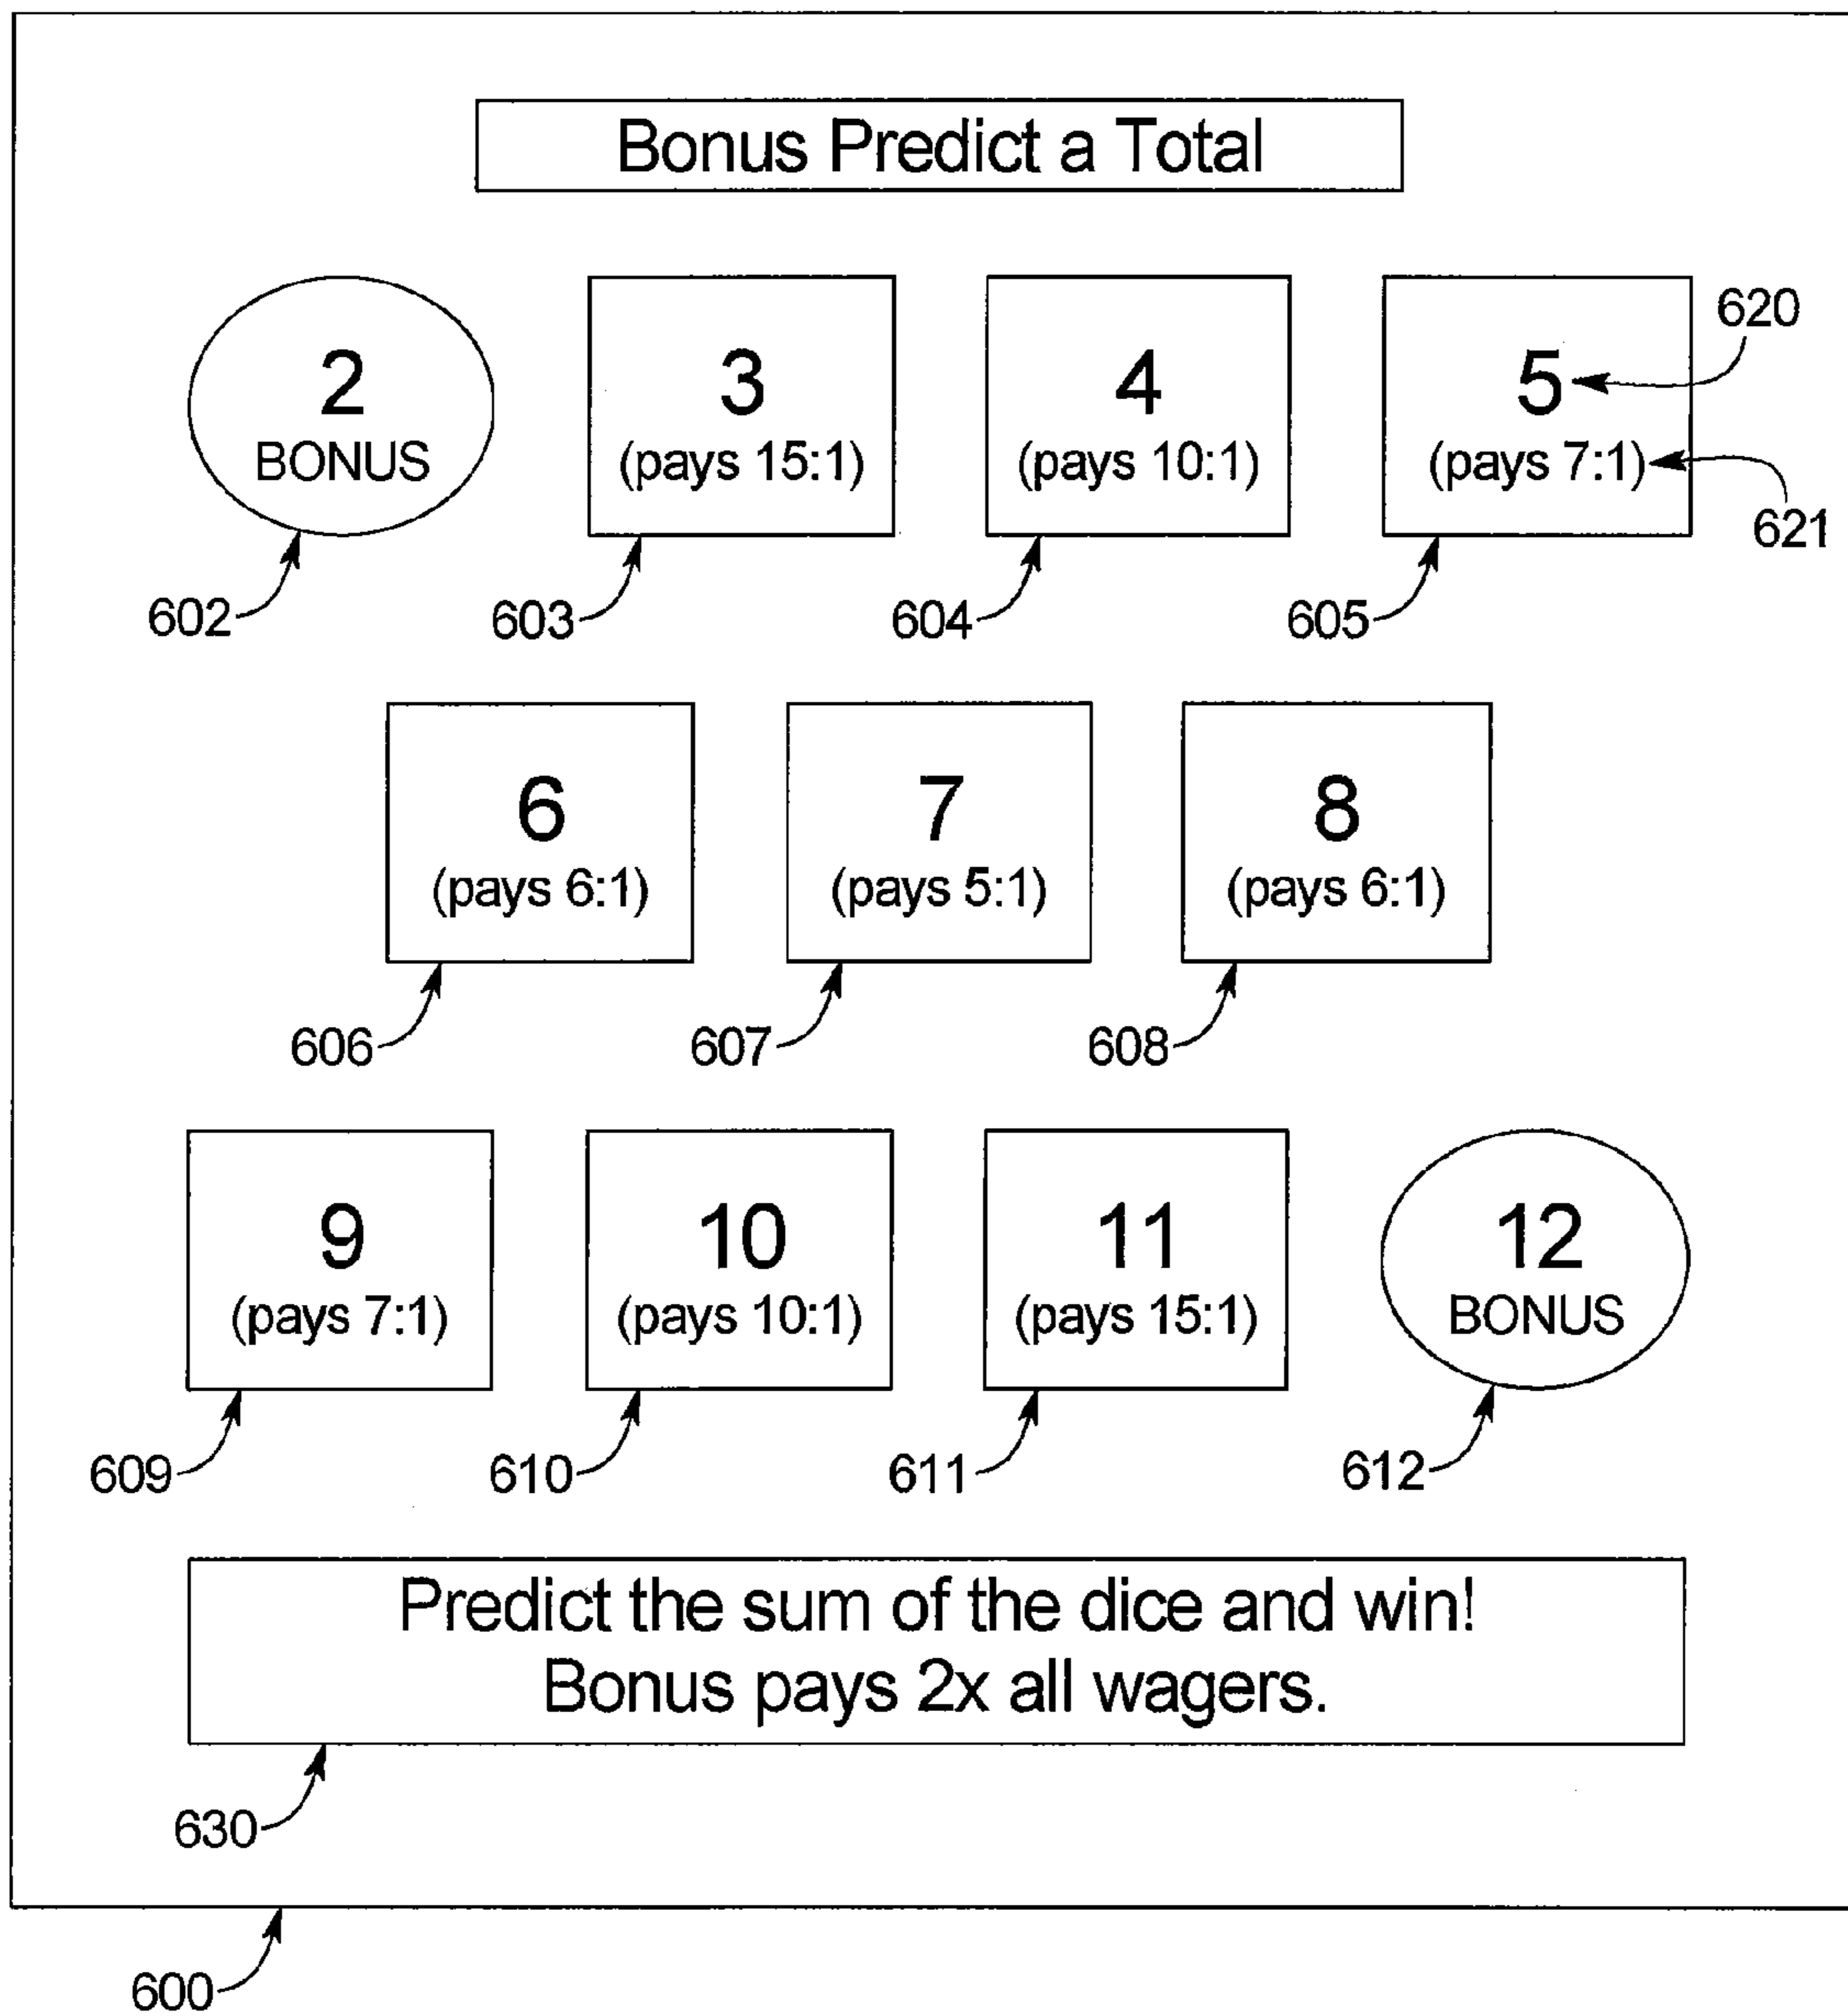 Bonus Predict a Total
2
BONUS
3
(pays 15:1)
4
(pays 10:1)
5
(pays 7:1)
620
621
602
603
604
605
6
(pays 6:1)
7
(pays 5:1)
8
(pays 6:1)
606
607
608
9
(pays 7:1)
10
(pays 10:1)
11
(pays 15:1)
12
BONUS
609
610
611
612
Predict the sum of the dice and win!
Bonus pays 2x all wagers.
630
600